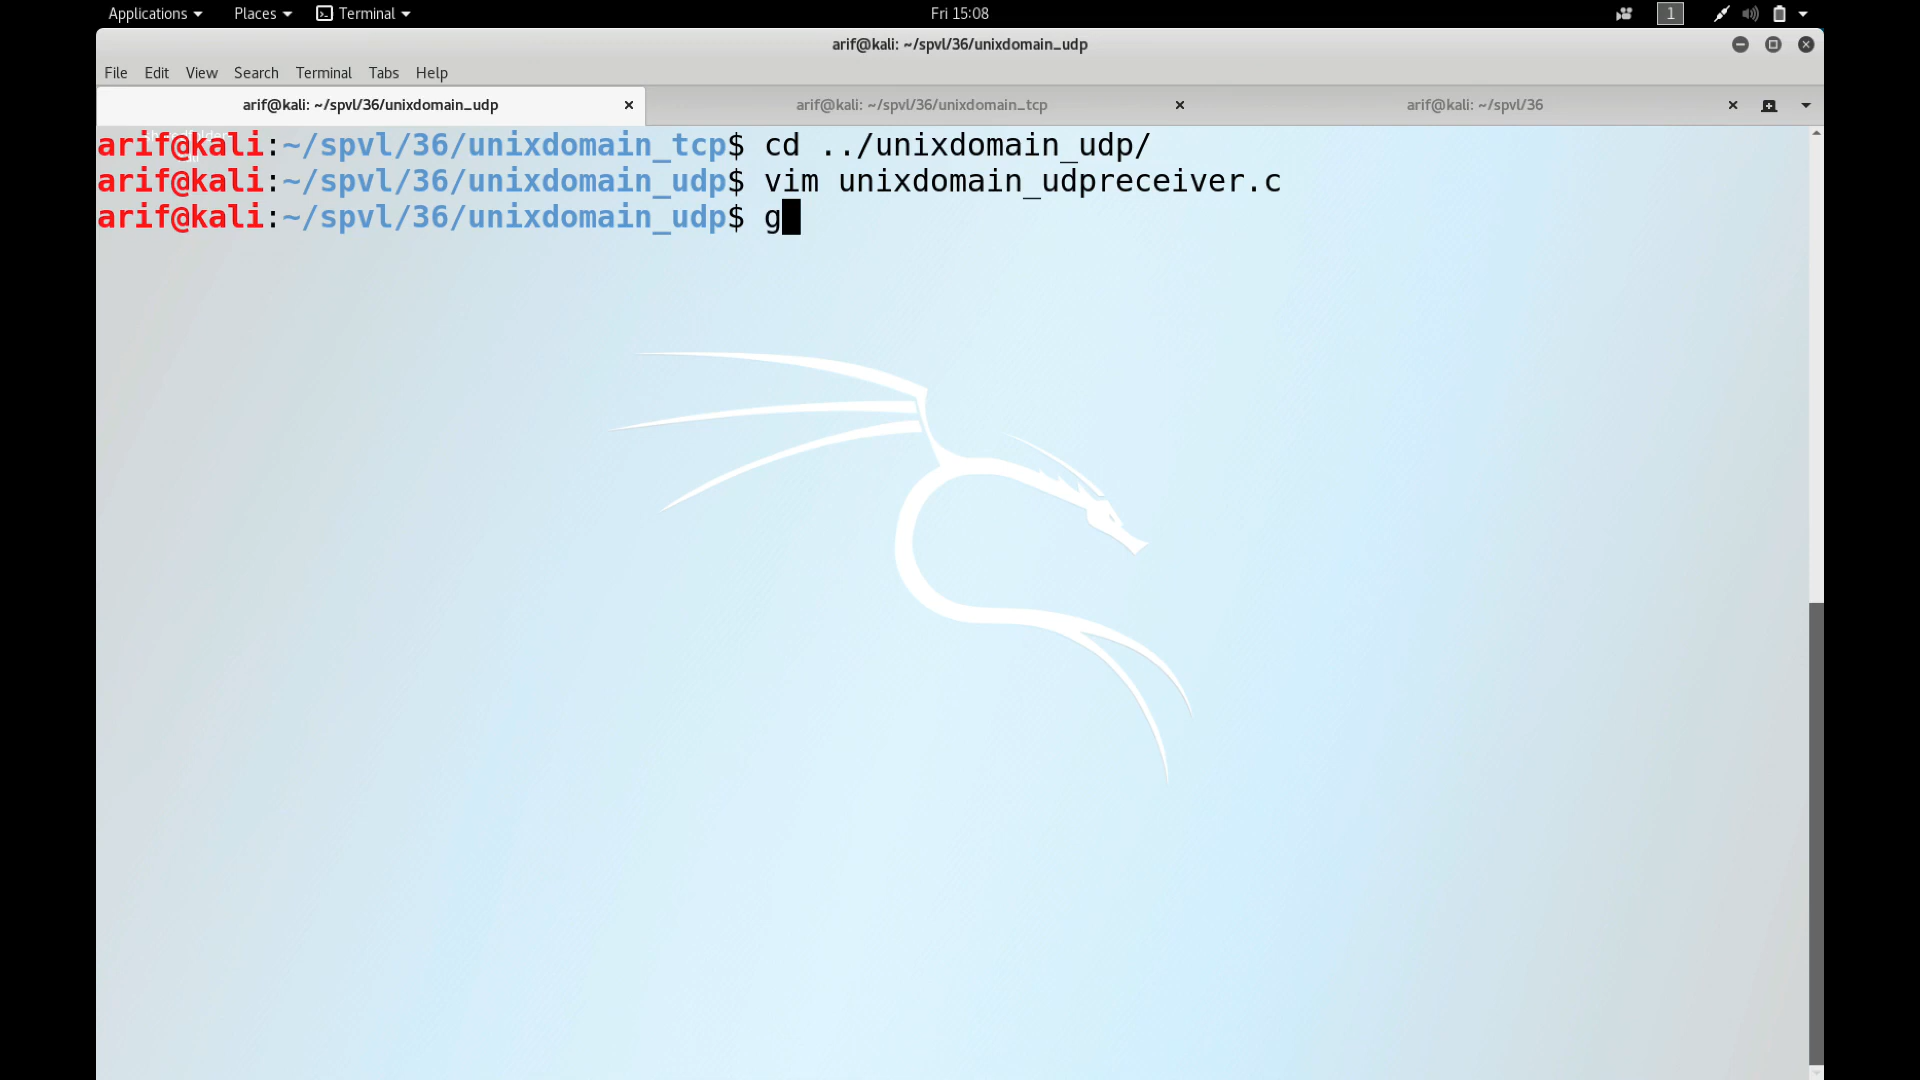 Applications Places Terminal Fri 15:08 1
arif@kali: ~/spvl/36/unixdomain_udp
File Edit View Search Terminal Tabs Help
arif@kali: ~/spvl/36/unixdomain_udp × arif@kali: ~/spvl/36/unixdomain_tcp × arif@kali: ~/spvl/36 ×
arif@kali:~/spvl/36/unixdomain_tcp$ cd ../unixdomain_udp/
arif@kali:~/spvl/36/unixdomain_udp$ vim unixdomain_udpreceiver.c
arif@kali:~/spvl/36/unixdomain_udp$ g